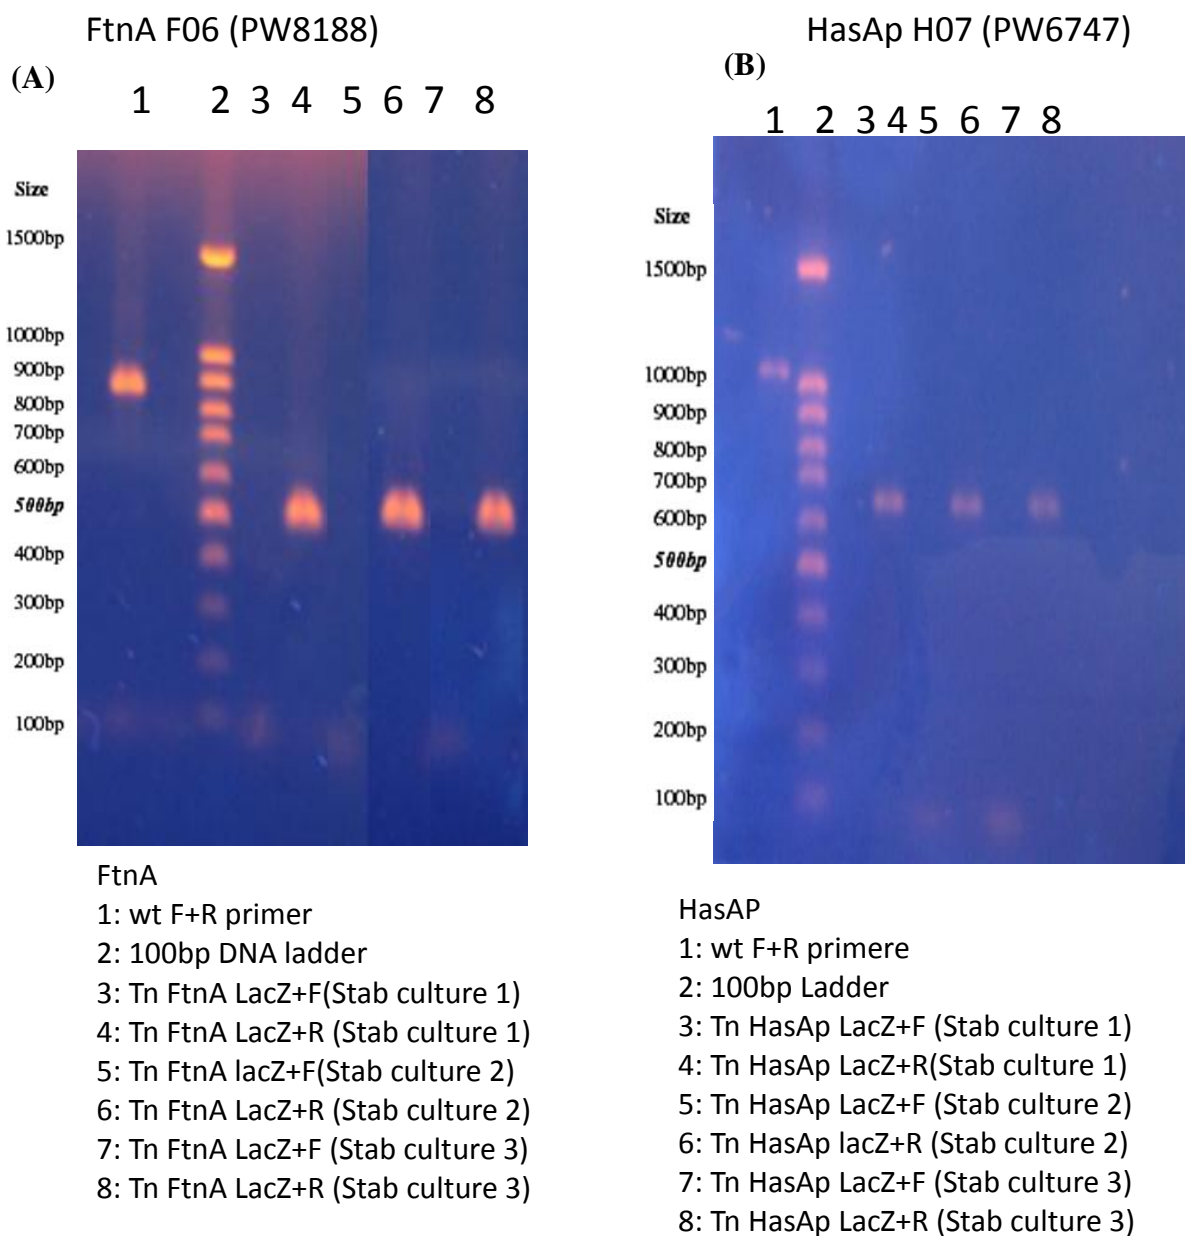 FtnA F06 (PW8188)
(A)
1 2 3 4 5 6 7 8
Size
1500bp
1000bp
900bp
800bp
700bp
600bp
500bp
400bp
300bp
200bp
100bp
FtnA
1: wt F+R primer
2: 100bp DNA ladder
3: Tn FtnA LacZ+F(Stab culture 1)
4: Tn FtnA LacZ+R (Stab culture 1)
5: Tn FtnA lacZ+F(Stab culture 2)
6: Tn FtnA LacZ+R (Stab culture 2)
7: Tn FtnA LacZ+F (Stab culture 3)
8: Tn FtnA LacZ+R (Stab culture 3)
HasAp H07 (PW6747)
(B)
1 2 3 4 5 6 7 8
Size
1500bp
1000bp
900bp
800bp
700bp
600bp
500bp
400bp
300bp
200bp
100bp
HasAP
1: wt F+R primere
2: 100bp Ladder
3: Tn HasAp LacZ+F (Stab culture 1)
4: Tn HasAp LacZ+R(Stab culture 1)
5: Tn HasAp LacZ+F (Stab culture 2)
6: Tn HasAp lacZ+R (Stab culture 2)
7: Tn HasAp LacZ+F (Stab culture 3)
8: Tn HasAp LacZ+R (Stab culture 3)